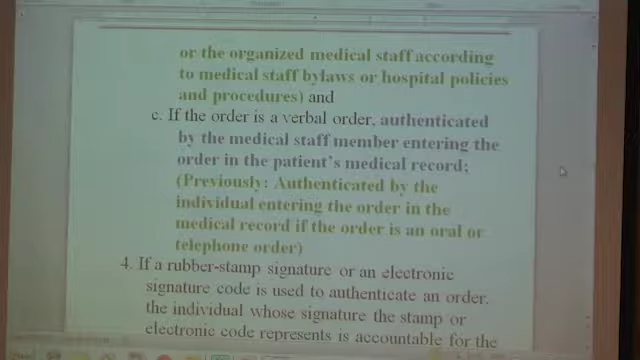 or the organized medical staff according
to medical staff bylaws or hospital policies
and procedures) and
c. If the order is a verbal order, authenticated
by the medical staff member entering the
order in the patient's medical record;
(Previously: Authenticated by the
individual entering the order in the
medical record if the order is an oral or
telephone order)
4. If a rubber-stamp signature or an electronic
signature code is used to authenticate an order,
the individual whose signature the stamp or
electronic code represents is accountable for the